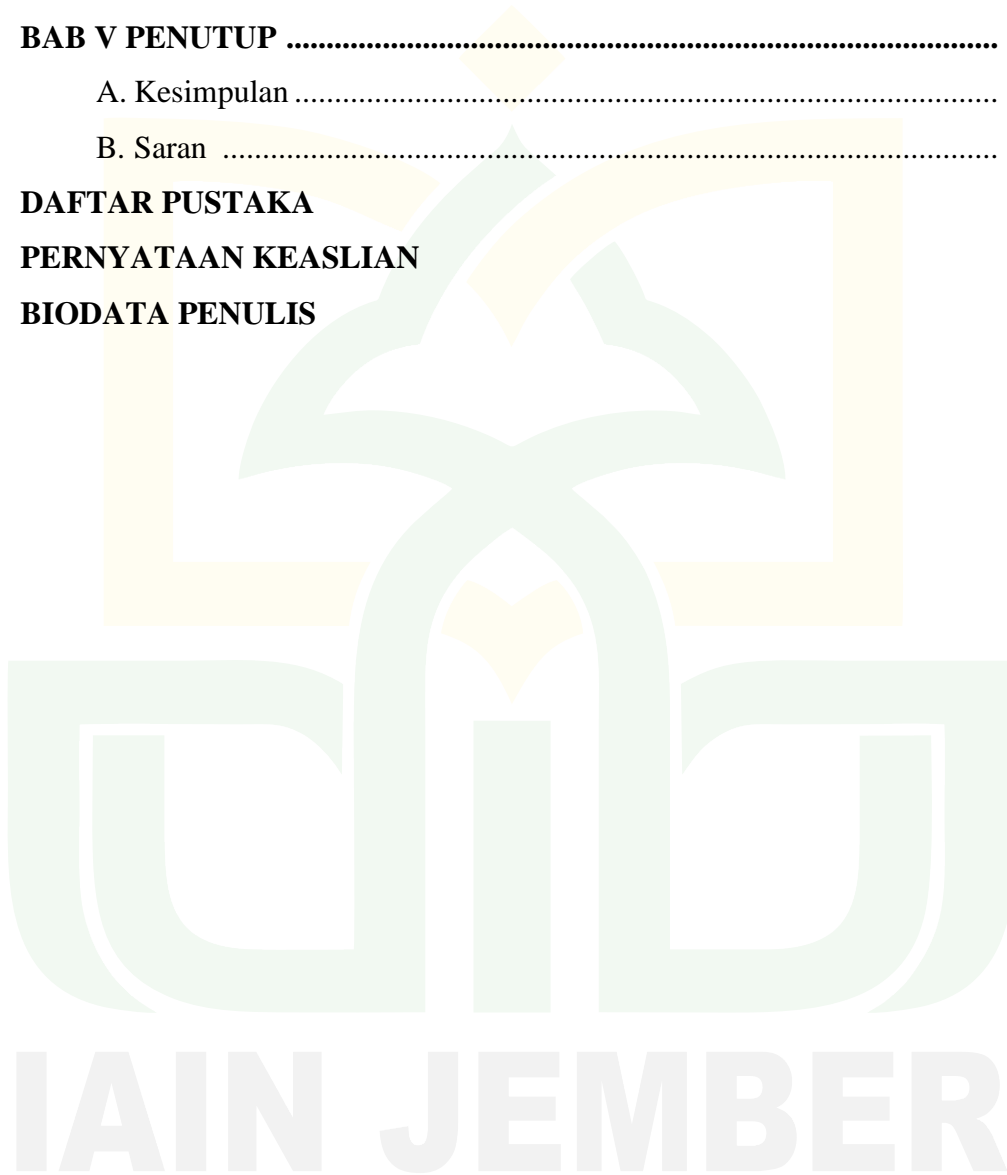 BAB V PENUTUP .........................................................................................
A. Kesimpulan ..........................................................................
B. Saran ..................................................................................
DAFTAR PUSTAKA
PERNYATAAN KEASLIAN
BIODATA PENULIS
IAIN JEMBER